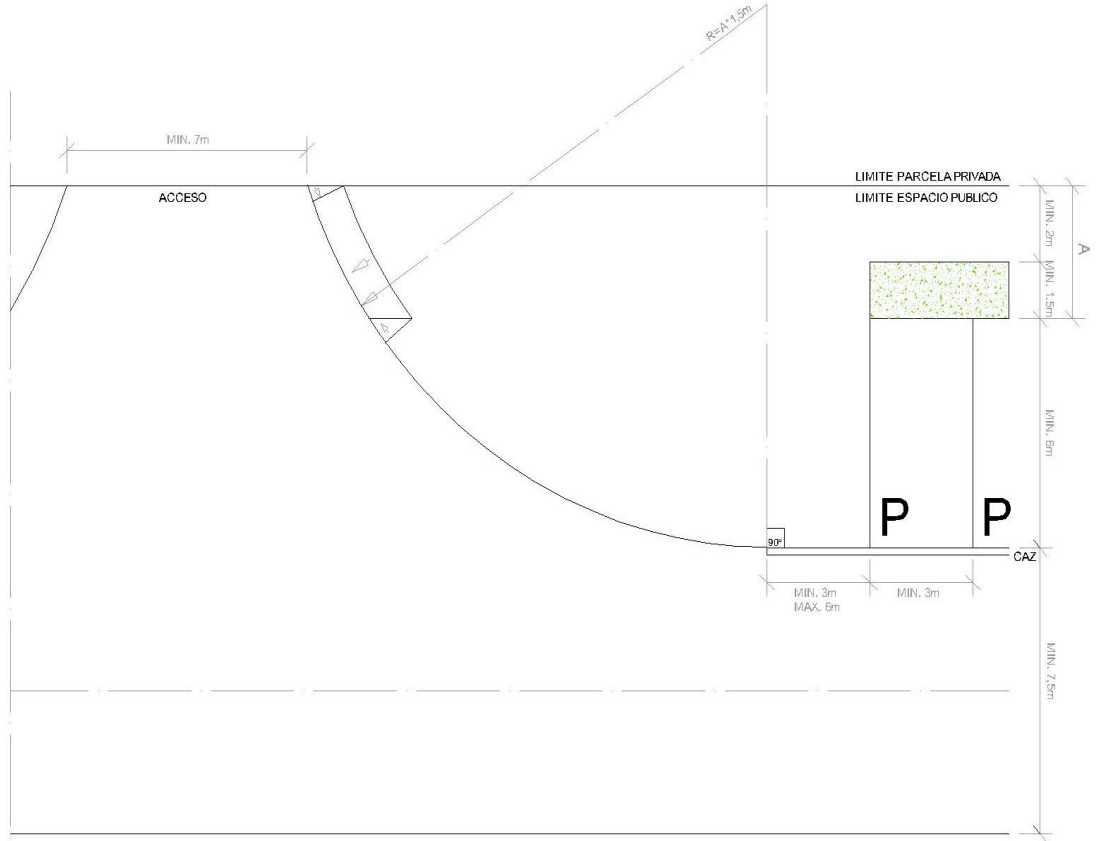 R=A*1,5m
MIN. 7m
LIMITE PARCELA PRIVADA
ACCESO
LIMITE ESPACIO PUBLICO
MIN. 2m
A
MIN. 1.5m
MIN. 6m
P
P
90º
CAZ
MIN. 3m
MAX. 6m
MIN. 3m
MIN. 7,5m